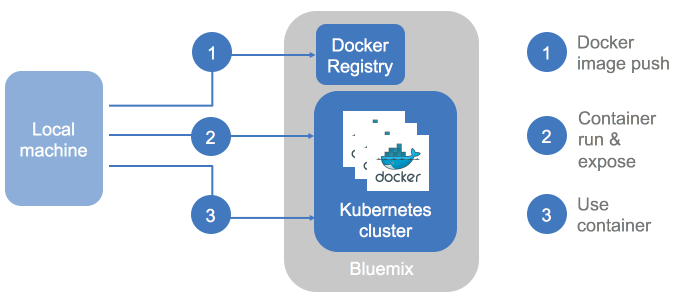 Local
machine
1
2
3
Docker
Registry
docker
Kubernetes
cluster
Bluemix
1
Docker
image push
2
Container
run &
expose
3
Use
container